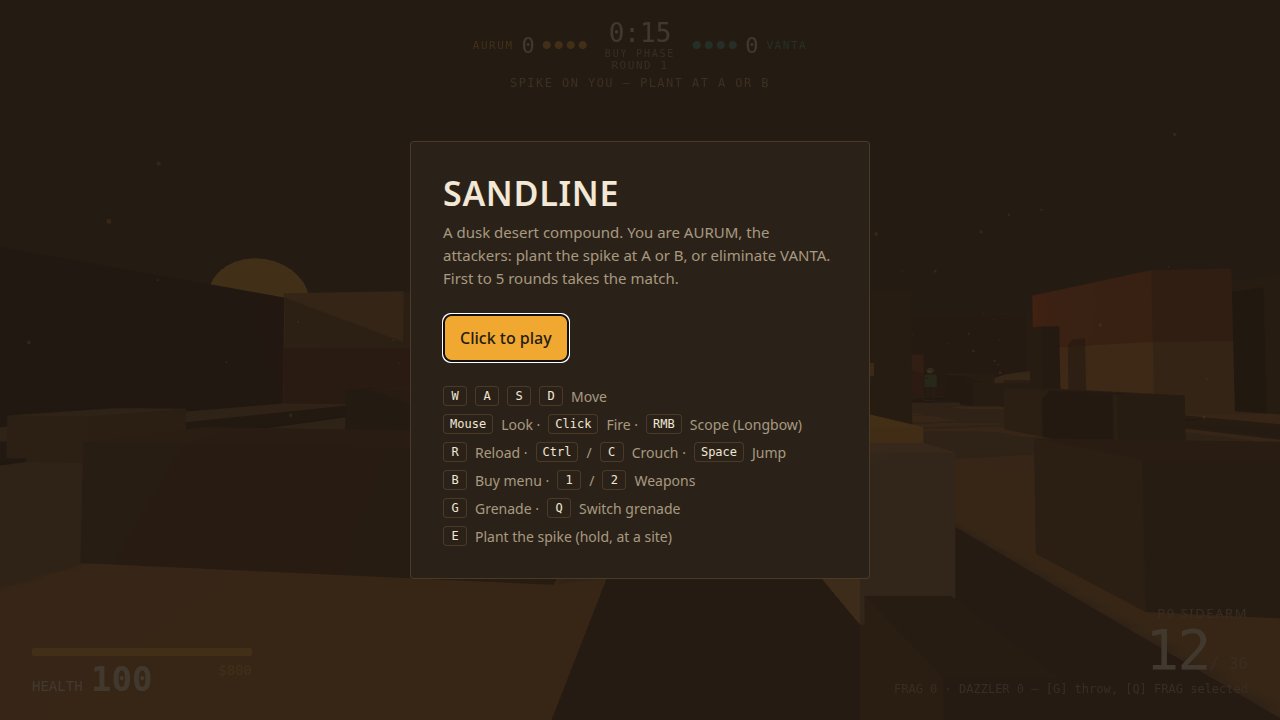 AURUM 0 0:15 0 VANTA
BUY PHASE
ROUND 1
SPIKE ON YOU — PLANT AT A OR B
SANDLINE
A dusk desert compound. You are AURUM, the
attackers: plant the spike at A or B, or eliminate VANTA.
First to 5 rounds takes the match.
Click to play
W A S D Move
Mouse Look · Click Fire · RMB Scope (Longbow)
R Reload · Ctrl / C Crouch · Space Jump
B Buy menu · 1 / 2 Weapons
G Grenade · Q Switch grenade
E Plant the spike (hold, at a site)
P9 SIDEARM
12 / 36
HEALTH 100 $800
FRAG 0 · DAZZLER 0 — [G] throw, [Q] FRAG selected